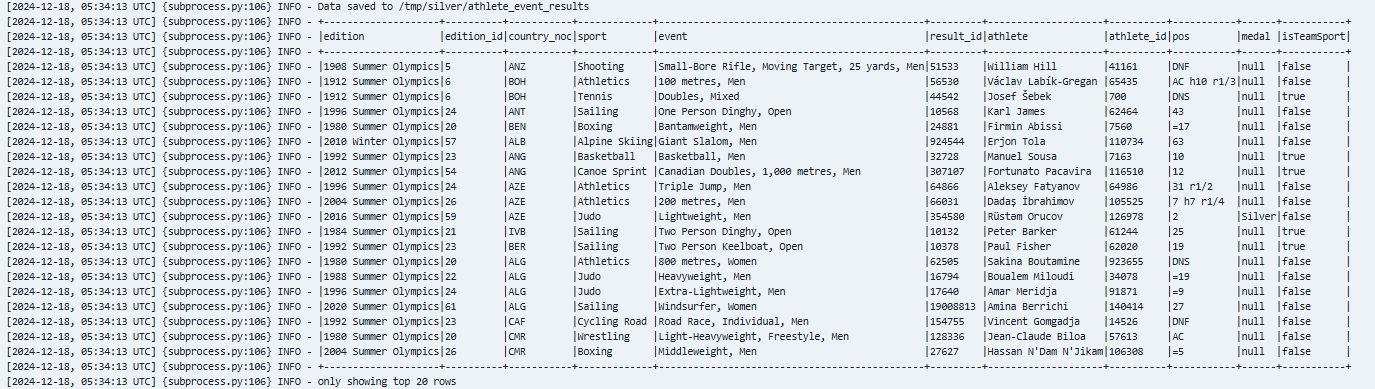 [2024-12-18, 05:34:13 UTC] {subprocess.py:106} INFO - Data saved to /tmp/silver/athlete_event_results
[2024-12-18, 05:34:13 UTC] {subprocess.py:106} INFO - +-------------------+----------+-----------+-------------+------------------------------------------+---------+------------------+----------+----------+------+-----------+
[2024-12-18, 05:34:13 UTC] {subprocess.py:106} INFO - |edition            |edition_id|country_noc|sport        |event                                     |result_id|athlete           |athlete_id|pos       |medal |isTeamSport|
[2024-12-18, 05:34:13 UTC] {subprocess.py:106} INFO - +-------------------+----------+-----------+-------------+------------------------------------------+---------+------------------+----------+----------+------+-----------+
[2024-12-18, 05:34:13 UTC] {subprocess.py:106} INFO - |1908 Summer Olympics|5         |ANZ        |Shooting     |Small-Bore Rifle, Moving Target, 25 yards, Men|51533    |William Hill      |41161     |DNF       |null  |false      |
[2024-12-18, 05:34:13 UTC] {subprocess.py:106} INFO - |1912 Summer Olympics|6         |BOH        |Athletics    |100 metres, Men                           |56530    |Václav Labík-Gregan |65435     |AC h10 r1/3|null  |false      |
[2024-12-18, 05:34:13 UTC] {subprocess.py:106} INFO - |1912 Summer Olympics|6         |BOH        |Tennis       |Doubles, Mixed                            |44542    |Josef Šebek       |700       |DNS       |null  |true       |
[2024-12-18, 05:34:13 UTC] {subprocess.py:106} INFO - |1996 Summer Olympics|24        |ANT        |Sailing      |One Person Dinghy, Open                   |10568    |Karl James        |62464     |43        |null  |false      |
[2024-12-18, 05:34:13 UTC] {subprocess.py:106} INFO - |1980 Summer Olympics|20        |BEN        |Boxing       |Bantamweight, Men                         |24881    |Firmin Abissi     |7560      |=17       |null  |false      |
[2024-12-18, 05:34:13 UTC] {subprocess.py:106} INFO - |2010 Winter Olympics|57        |ALB        |Alpine Skiing|Giant Slalom, Men                         |924544   |Erjon Tola        |110734    |63        |null  |false      |
[2024-12-18, 05:34:13 UTC] {subprocess.py:106} INFO - |1992 Summer Olympics|23        |ANG        |Basketball   |Basketball, Men                           |32728    |Manuel Sousa      |7163      |10        |null  |true       |
[2024-12-18, 05:34:13 UTC] {subprocess.py:106} INFO - |2012 Summer Olympics|54        |ANG        |Canoe Sprint |Canadian Doubles, 1,000 metres, Men       |307107   |Fortunato Pacavira |116510    |12        |null  |true       |
[2024-12-18, 05:34:13 UTC] {subprocess.py:106} INFO - |1996 Summer Olympics|24        |AZE        |Athletics    |Triple Jump, Men                          |64866    |Aleksey Fatyanov  |64986     |31 r1/2   |null  |false      |
[2024-12-18, 05:34:13 UTC] {subprocess.py:106} INFO - |2004 Summer Olympics|26        |AZE        |Athletics    |200 metres, Men                           |66031    |Dadaş İbrahimov   |105525    |7 h7 r1/4 |null  |false      |
[2024-12-18, 05:34:13 UTC] {subprocess.py:106} INFO - |2016 Summer Olympics|59        |AZE        |Judo         |Lightweight, Men                          |354580   |Rüstəm Orucov     |126978    |2         |Silver|false      |
[2024-12-18, 05:34:13 UTC] {subprocess.py:106} INFO - |1984 Summer Olympics|21        |IVB        |Sailing      |Two Person Dinghy, Open                   |10132    |Peter Barker      |61244     |25        |null  |true       |
[2024-12-18, 05:34:13 UTC] {subprocess.py:106} INFO - |1992 Summer Olympics|23        |BER        |Sailing      |Two Person Keelboat, Open                 |10378    |Paul Fisher       |62020     |19        |null  |true       |
[2024-12-18, 05:34:13 UTC] {subprocess.py:106} INFO - |1980 Summer Olympics|20        |ALG        |Athletics    |800 metres, Women                         |62505    |Sakina Boutamine  |923655    |DNS       |null  |false      |
[2024-12-18, 05:34:13 UTC] {subprocess.py:106} INFO - |1988 Summer Olympics|22        |ALG        |Judo         |Heavyweight, Men                          |16794    |Boualem Miloudi   |34078     |=19       |null  |false      |
[2024-12-18, 05:34:13 UTC] {subprocess.py:106} INFO - |1996 Summer Olympics|24        |ALG        |Judo         |Extra-Lightweight, Men                    |17640    |Amar Meridja      |91871     |=9        |null  |false      |
[2024-12-18, 05:34:13 UTC] {subprocess.py:106} INFO - |2020 Summer Olympics|61        |ALG        |Sailing      |Windsurfer, Women                         |19008813 |Amina Berrichi    |140414    |27        |null  |false      |
[2024-12-18, 05:34:13 UTC] {subprocess.py:106} INFO - |1992 Summer Olympics|23        |CAF        |Cycling Road |Road Race, Individual, Men                |154755   |Vincent Gomgadja  |14526     |DNF       |null  |false      |
[2024-12-18, 05:34:13 UTC] {subprocess.py:106} INFO - |1980 Summer Olympics|20        |CMR        |Wrestling    |Light-Heavyweight, Freestyle, Men         |128336   |Jean-Claude Biloa |57613     |AC        |null  |false      |
[2024-12-18, 05:34:13 UTC] {subprocess.py:106} INFO - |2004 Summer Olympics|26        |CMR        |Boxing       |Middleweight, Men                         |27627    |Hassan N'Dam N'Jikam|106308    |=5        |null  |false      |
[2024-12-18, 05:34:13 UTC] {subprocess.py:106} INFO - +-------------------+----------+-----------+-------------+------------------------------------------+---------+------------------+----------+----------+------+-----------+
[2024-12-18, 05:34:13 UTC] {subprocess.py:106} INFO - only showing top 20 rows